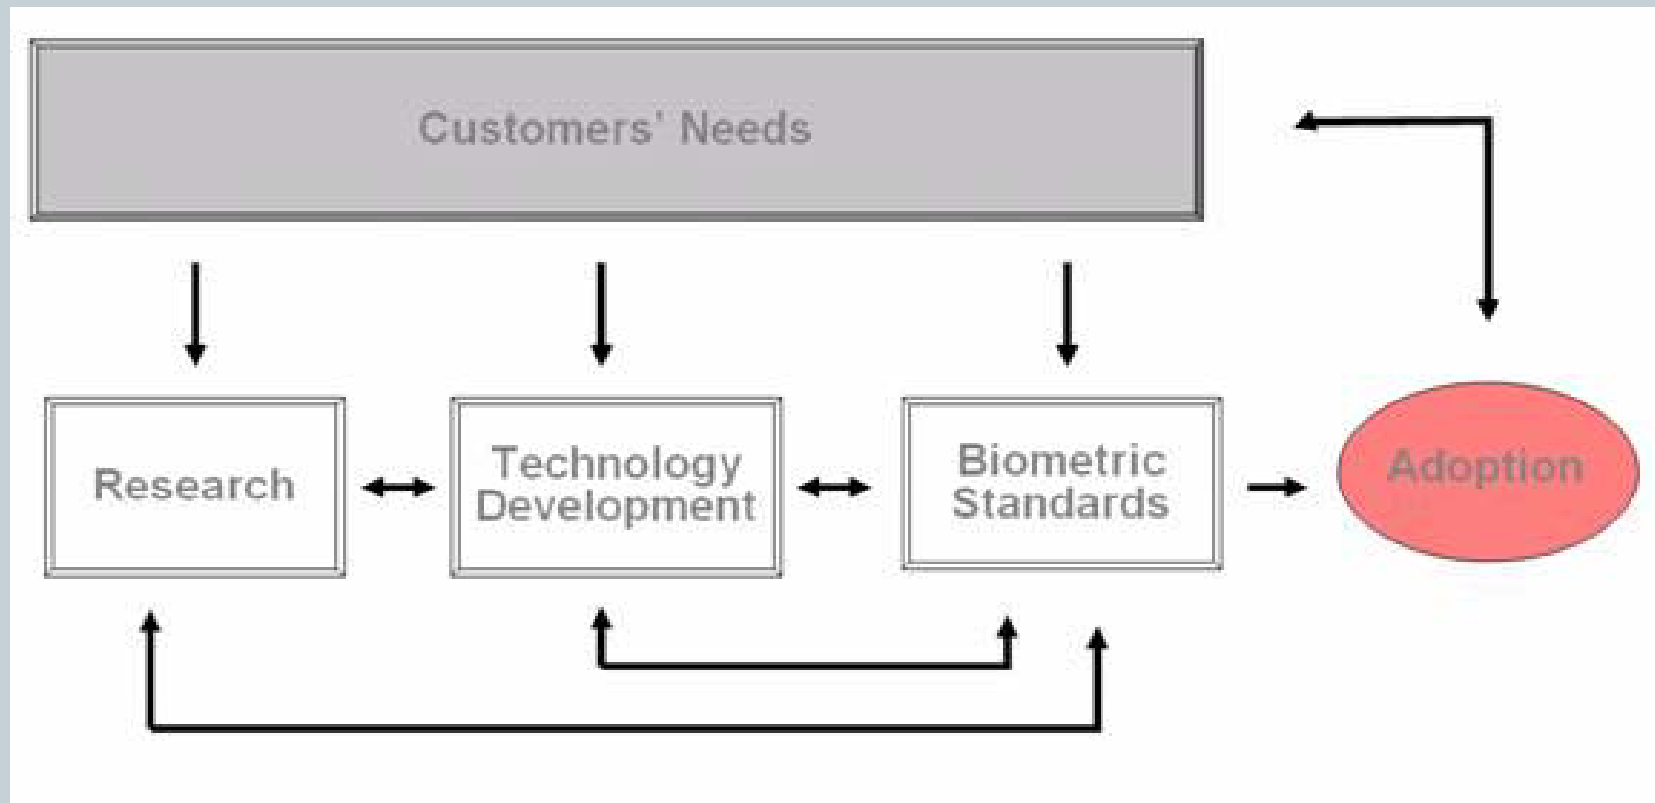 Customers’ Needs
Research
Technology
Development
Biometric
Standards
Adoption